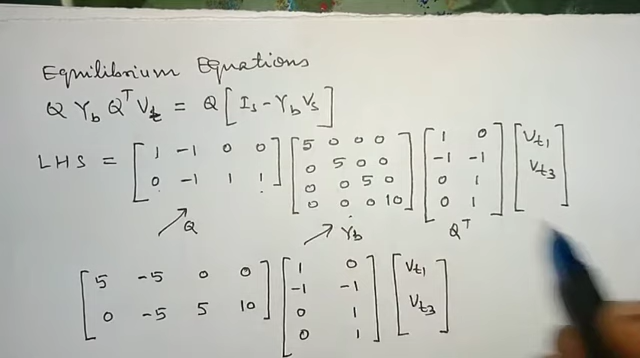 Equilibrium Equations
Q Y_b Q^T V_t = Q [ I_s - Y_b V_s ]
LHS = [ 1 -1 0 0 ; 0 -1 1 1 ] [ 5 0 0 0 ; 0 5 0 0 ; 0 0 5 0 ; 0 0 0 10 ] [ 1 0 ; -1 -1 ; 0 1 ; 0 1 ] [ V_t1 ; V_t3 ]
Q Y_b Q^T
[ 5 -5 0 0 ; 0 -5 5 10 ] [ 1 0 ; -1 -1 ; 0 1 ; 0 1 ] [ V_t1 ; V_t3 ]